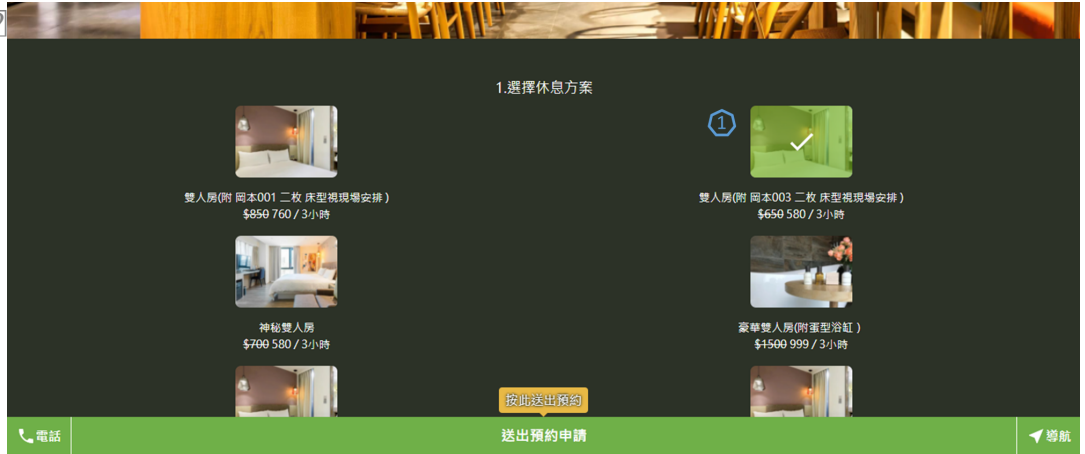 1.選擇休息方案
1
雙人房(附 岡本001 二枚 床型視現場安排 )
$850 760 / 3小時
雙人房(附 岡本003 二枚 床型視現場安排 )
$650 580 / 3小時
神秘雙人房
$700 580 / 3小時
豪華雙人房(附蛋型浴缸 )
$1500 999 / 3小時
按此送出預約
電話
送出預約申請
導航